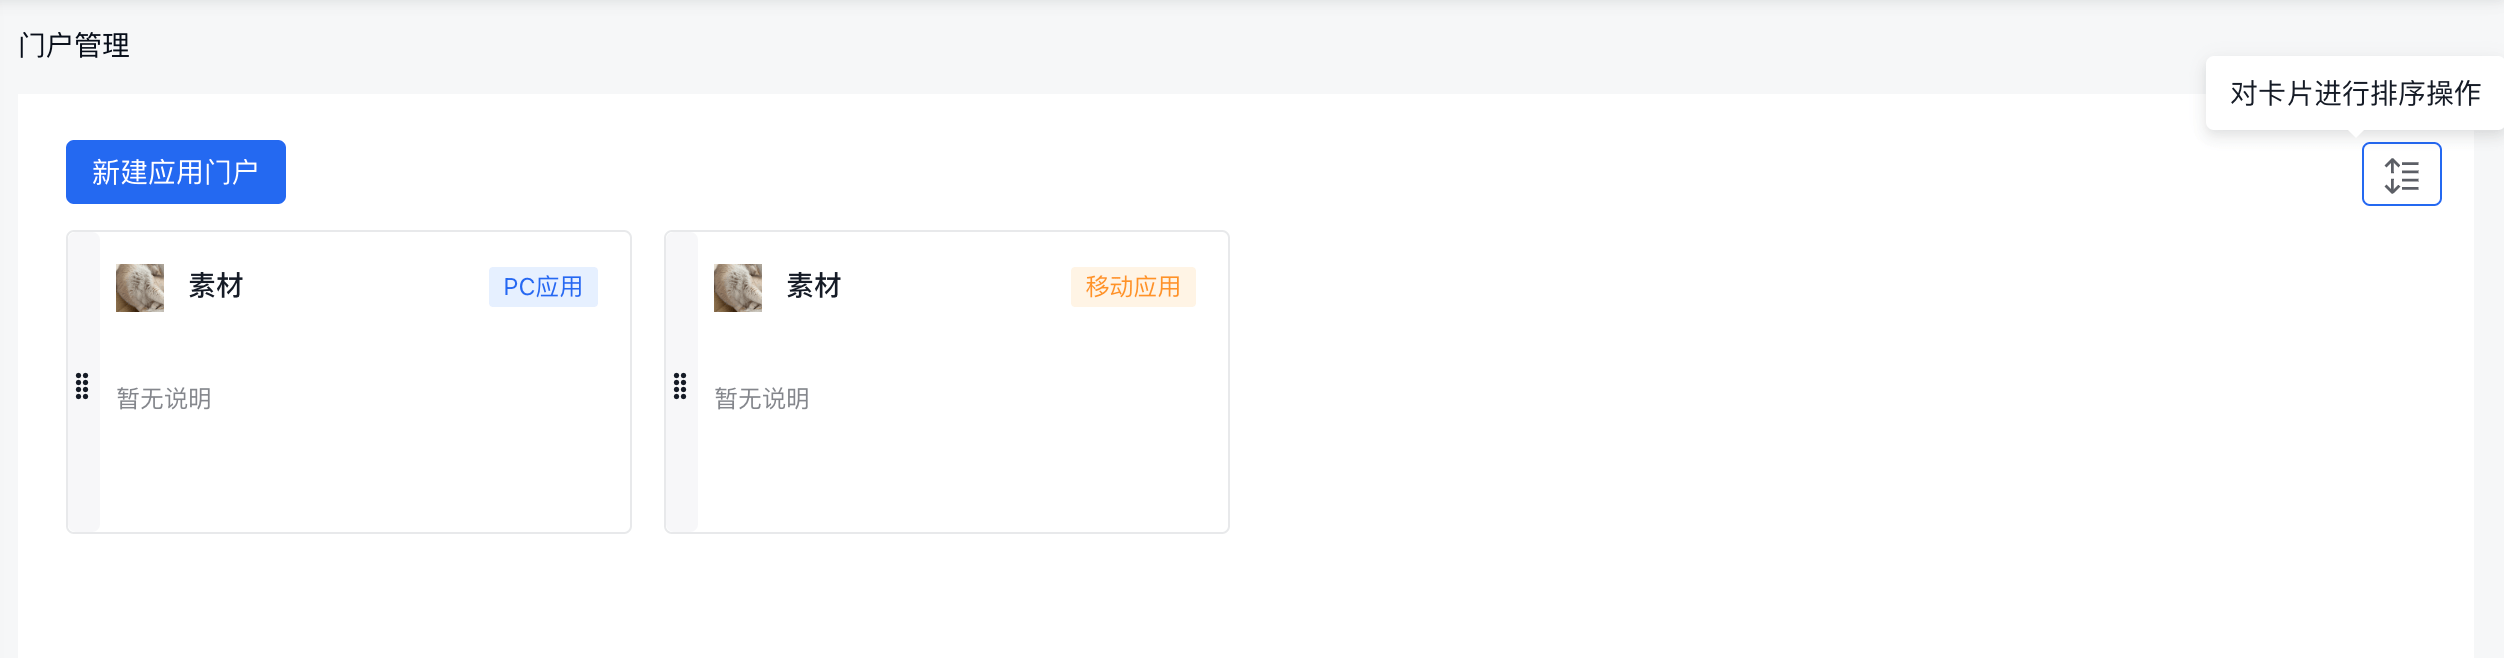 门户管理
对卡片进行排序操作
新建应用门户
素材
PC应用
素材
移动应用
暂无说明
暂无说明